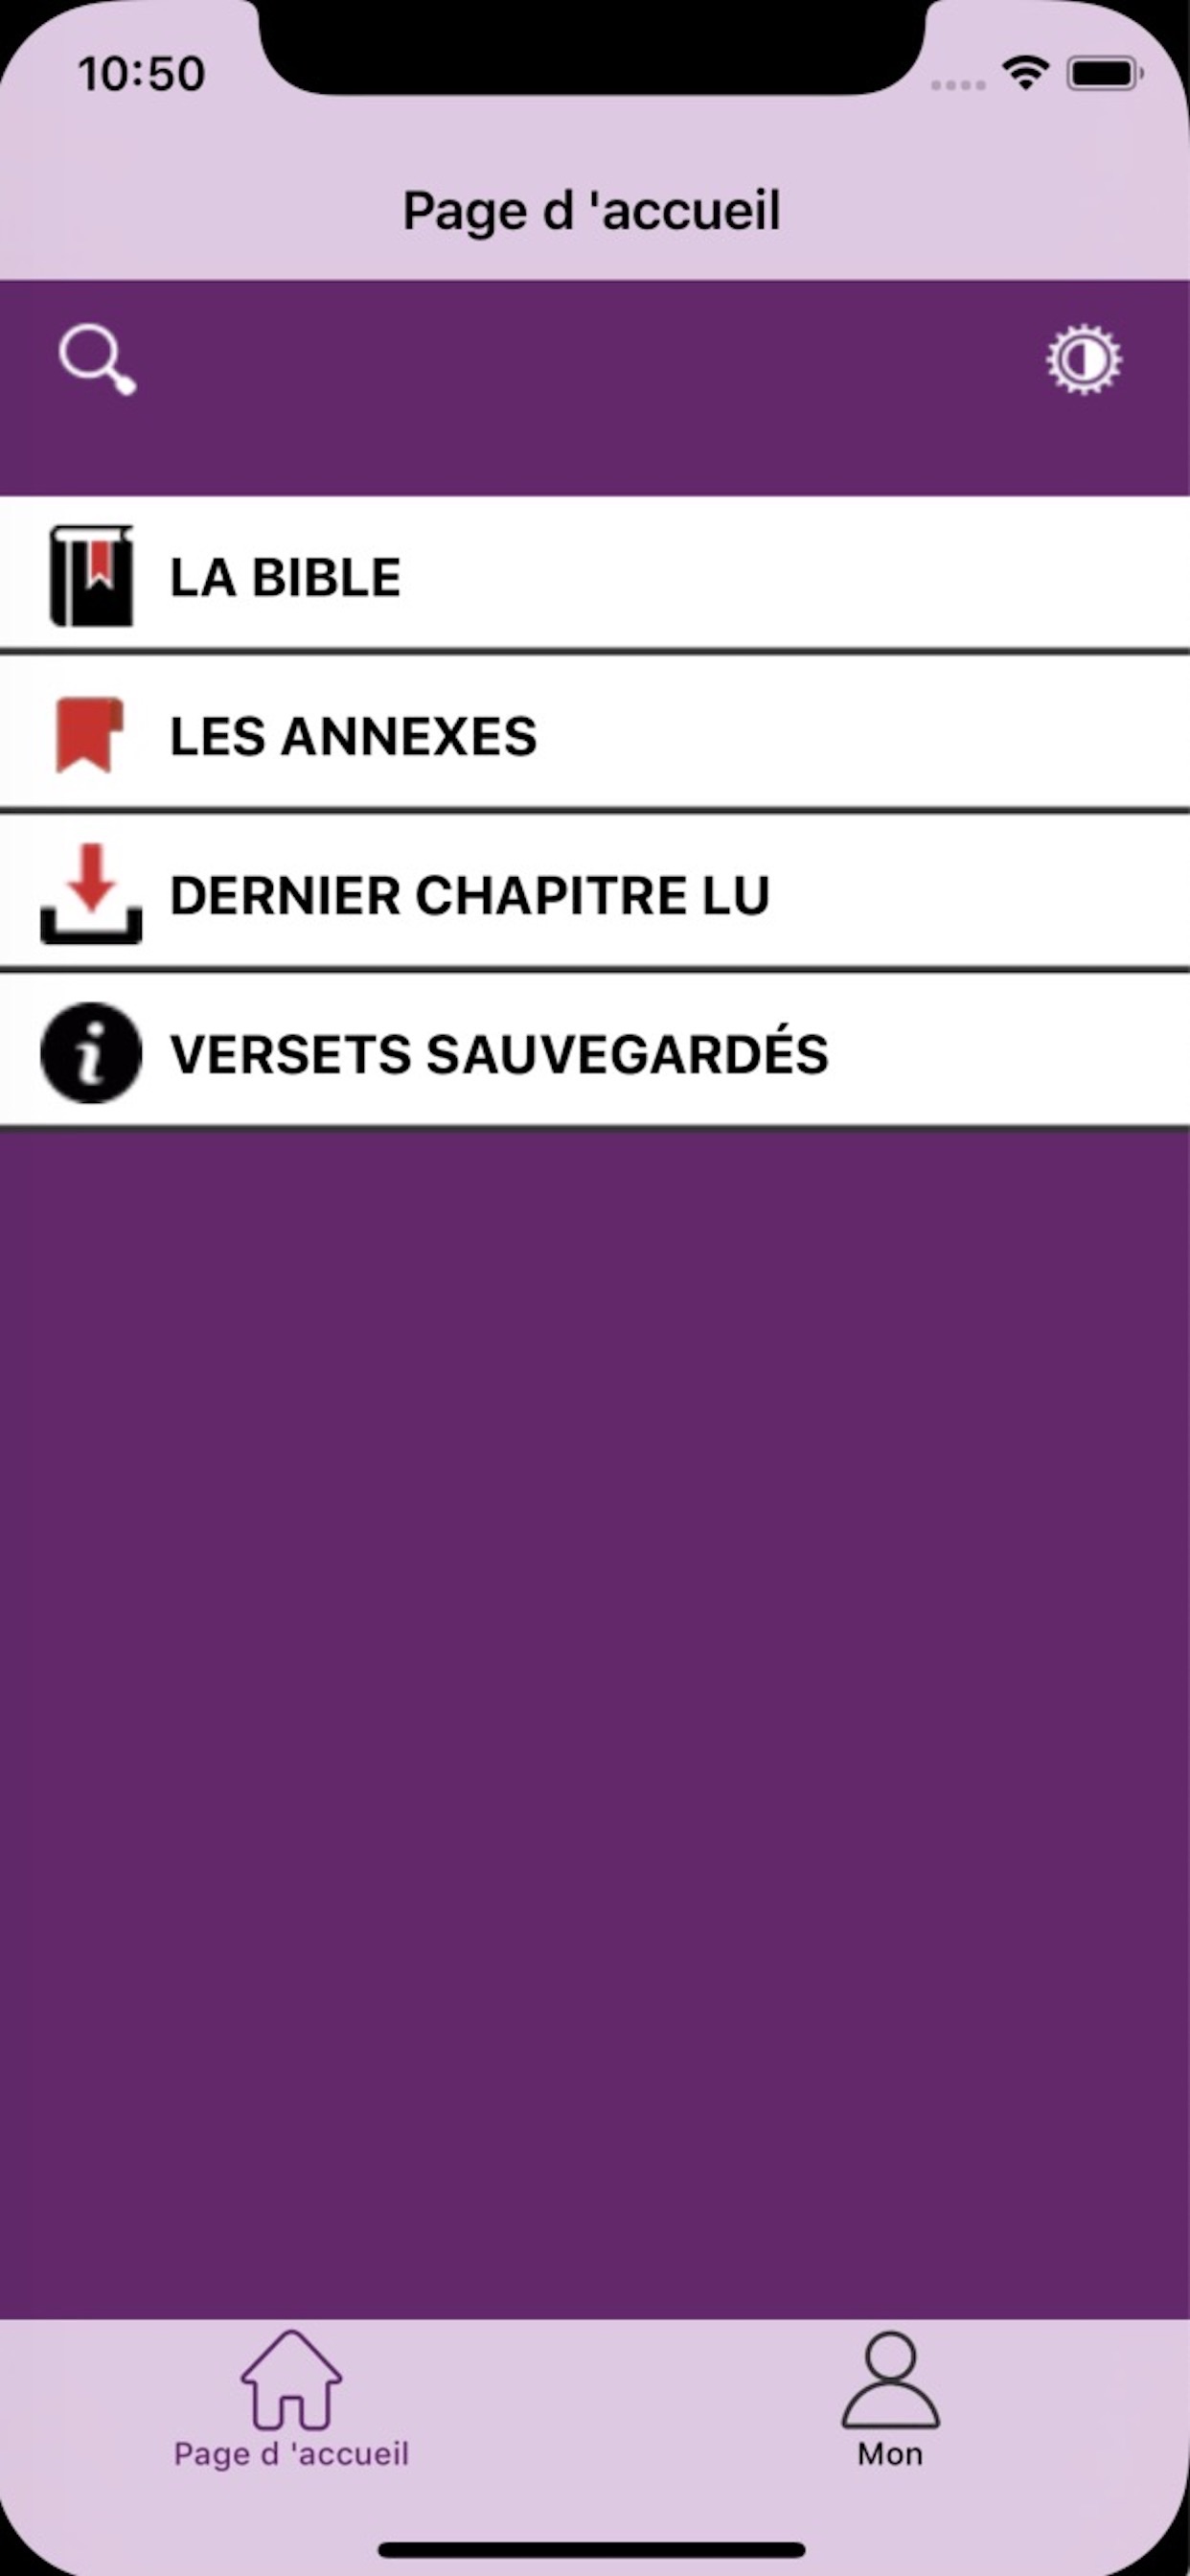 10:50
Page d 'accueil
LA BIBLE
LES ANNEXES
DERNIER CHAPITRE LU
VERSETS SAUVEGARDÉS
Page d 'accueil
Mon